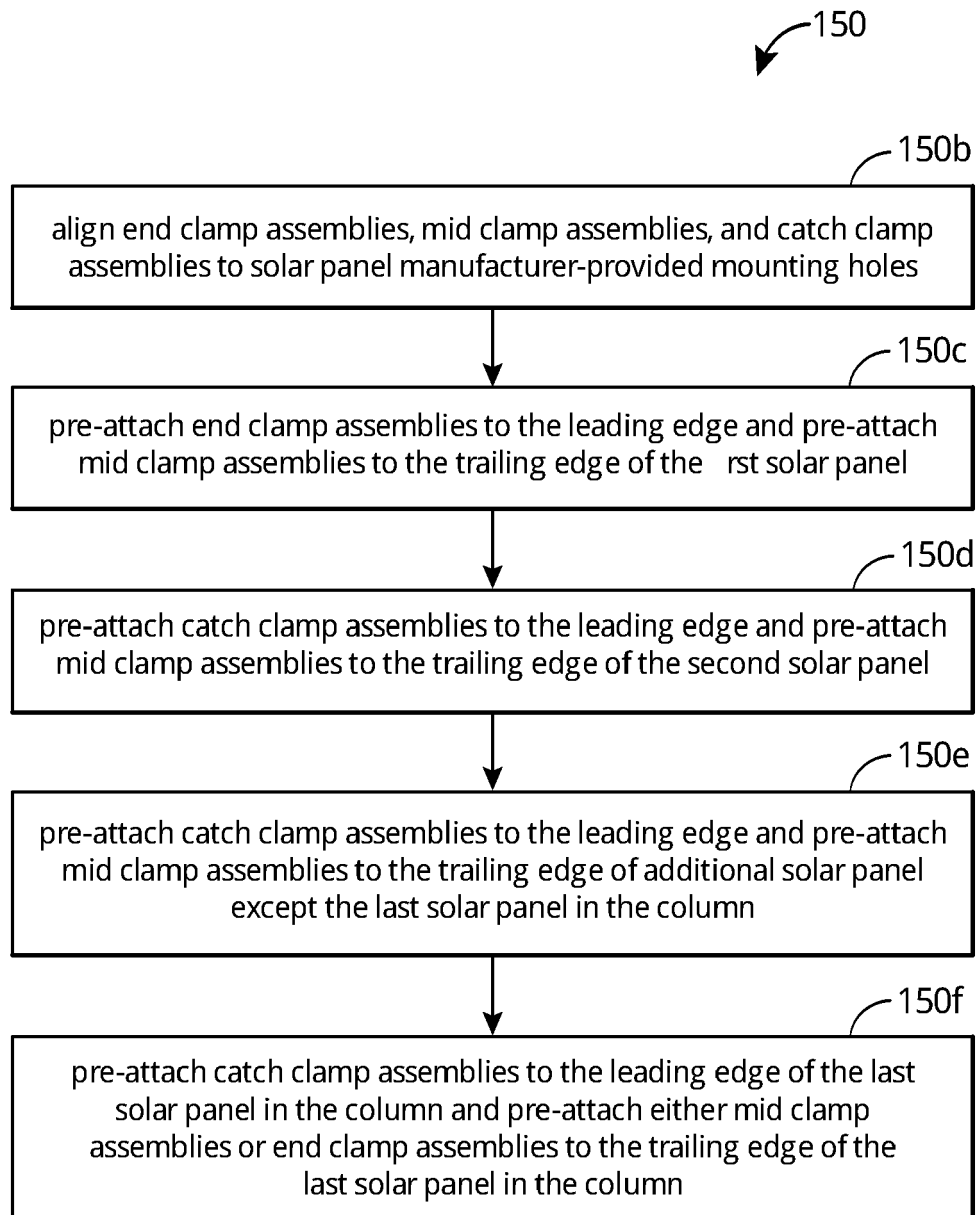 150
150b
align end clamp assemblies, mid clamp assemblies, and catch clamp
assemblies to solar panel manufacturer-provided mounting holes
150c
pre-attach end clamp assemblies to the leading edge and pre-attach
mid clamp assemblies to the trailing edge of the rst solar panel
150d
pre-attach catch clamp assemblies to the leading edge and pre-attach
mid clamp assemblies to the trailing edge of the second solar panel
150e
pre-attach catch clamp assemblies to the leading edge and pre-attach
mid clamp assemblies to the trailing edge of additional solar panel
except the last solar panel in the column
150f
pre-attach catch clamp assemblies to the leading edge of the last
solar panel in the column and pre-attach either mid clamp
assemblies or end clamp assemblies to the trailing edge of the
last solar panel in the column